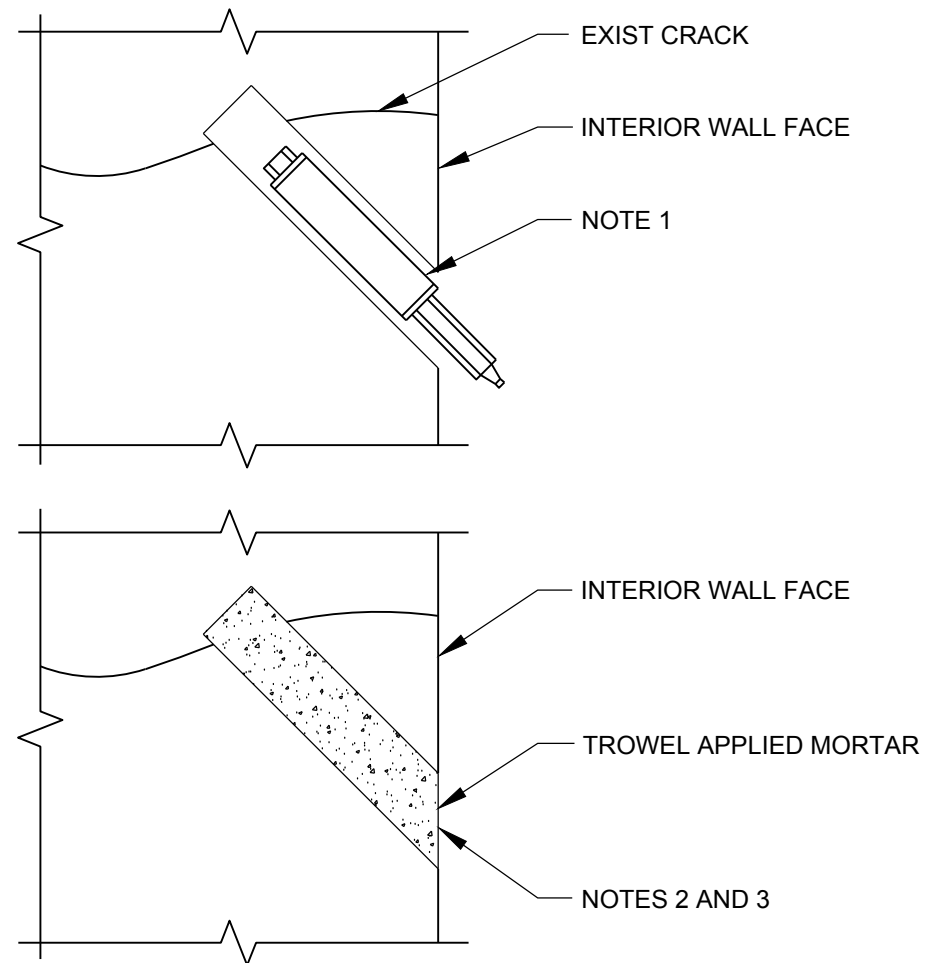 EXIST CRACK
INTERIOR WALL FACE
NOTE 1
INTERIOR WALL FACE
TROWEL APPLIED MORTAR
NOTES 2 AND 3